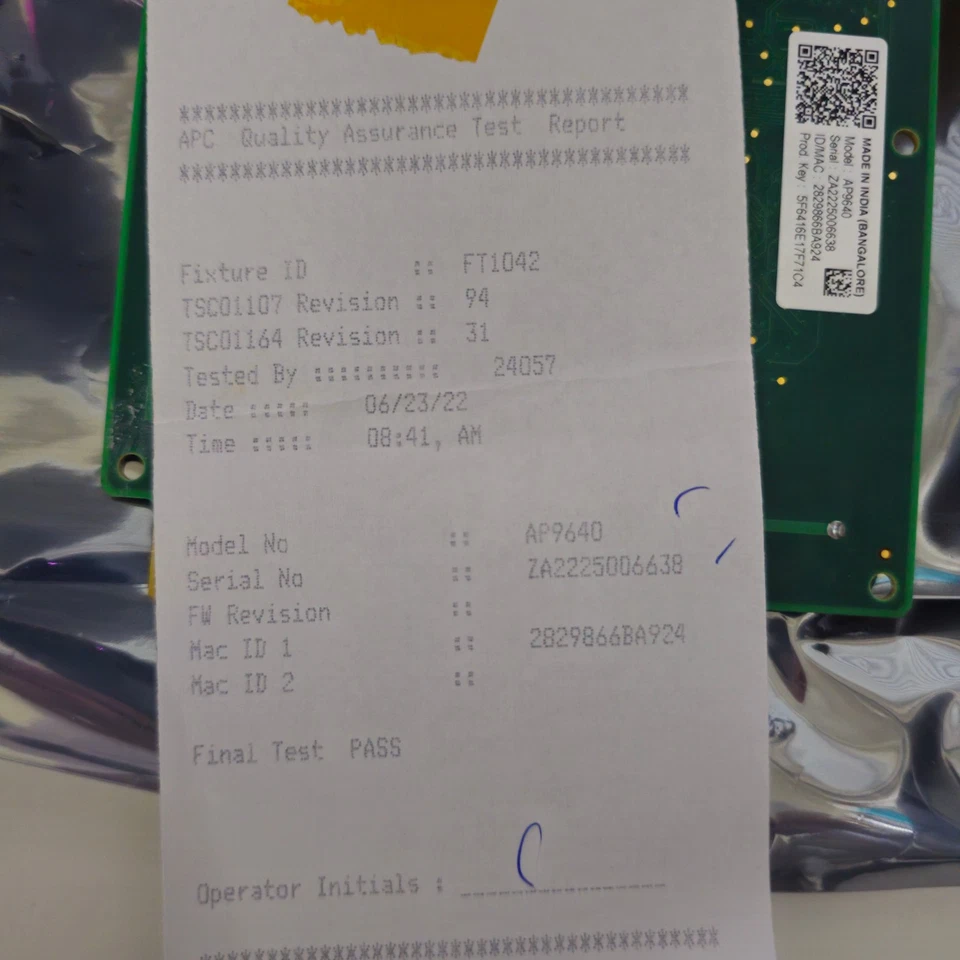 ****************************************
APC Quality Assurance Test Report
****************************************
Fixture ID :: FT1042
TSC01107 Revision :: 94
TSC01164 Revision :: 31
Tested By :::::::::: 24057
Date ::::: 06/23/22
Time ::::: 08:41, AM
Model No :: AP9640
Serial No :: ZA2225006638
FW Revision ::
Mac ID 1 :: 2829866BA924
Mac ID 2 ::
Final Test PASS
Operator Initials : _________________
****************************************
MADE IN INDIA (BANGALORE)
Model : AP9640
Serial : ZA2225006638
ID/MAC : 2829866BA924
Prod. Key : 5F6416E17F71C4